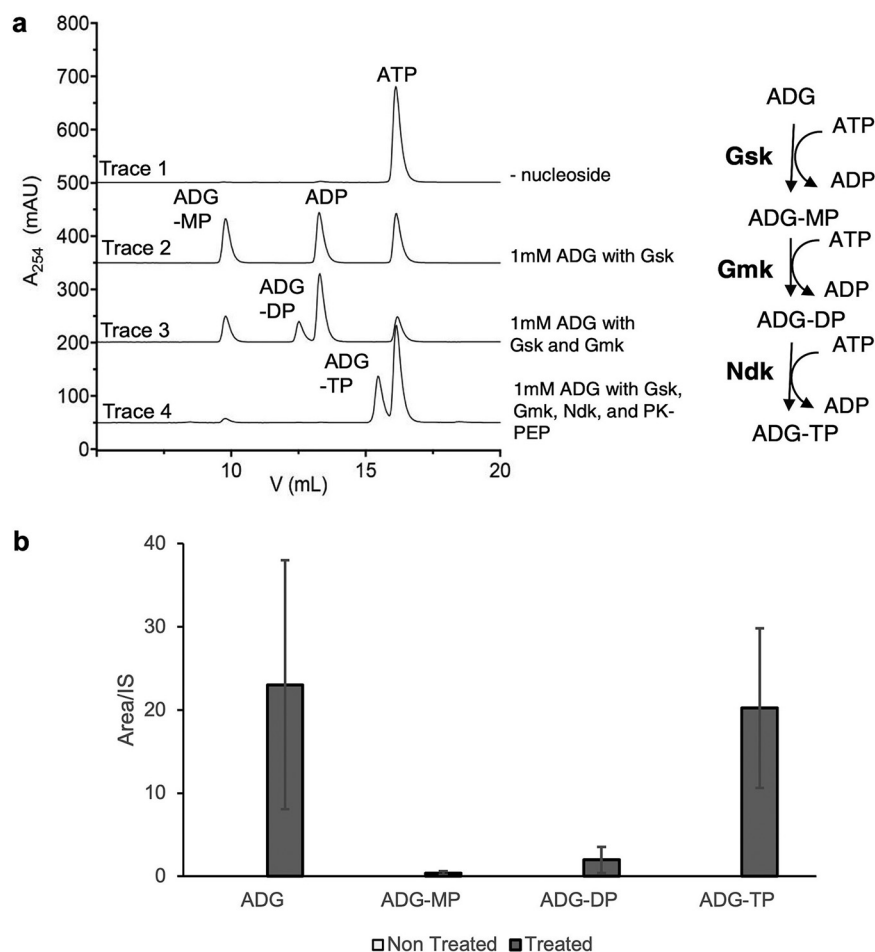 a
800
700
600
500
400
300
200
100
0
A254 (mAU)
10
15
20
V (mL)
ATP
Trace 1
- nucleoside
ADG
-MP
ADP
Trace 2
1mM ADG with Gsk
ADG
-DP
Trace 3
1mM ADG with
Gsk and Gmk
ADG
-TP
Trace 4
1mM ADG with Gsk,
Gmk, Ndk, and PK-
PEP
ADG
ATP
Gsk
ADP
ADG-MP
ATP
Gmk
ADP
ADG-DP
ATP
Ndk
ADP
ADG-TP
b
40
30
20
10
0
Area/IS
ADG ADG-MP ADG-DP ADG-TP
Non Treated Treated